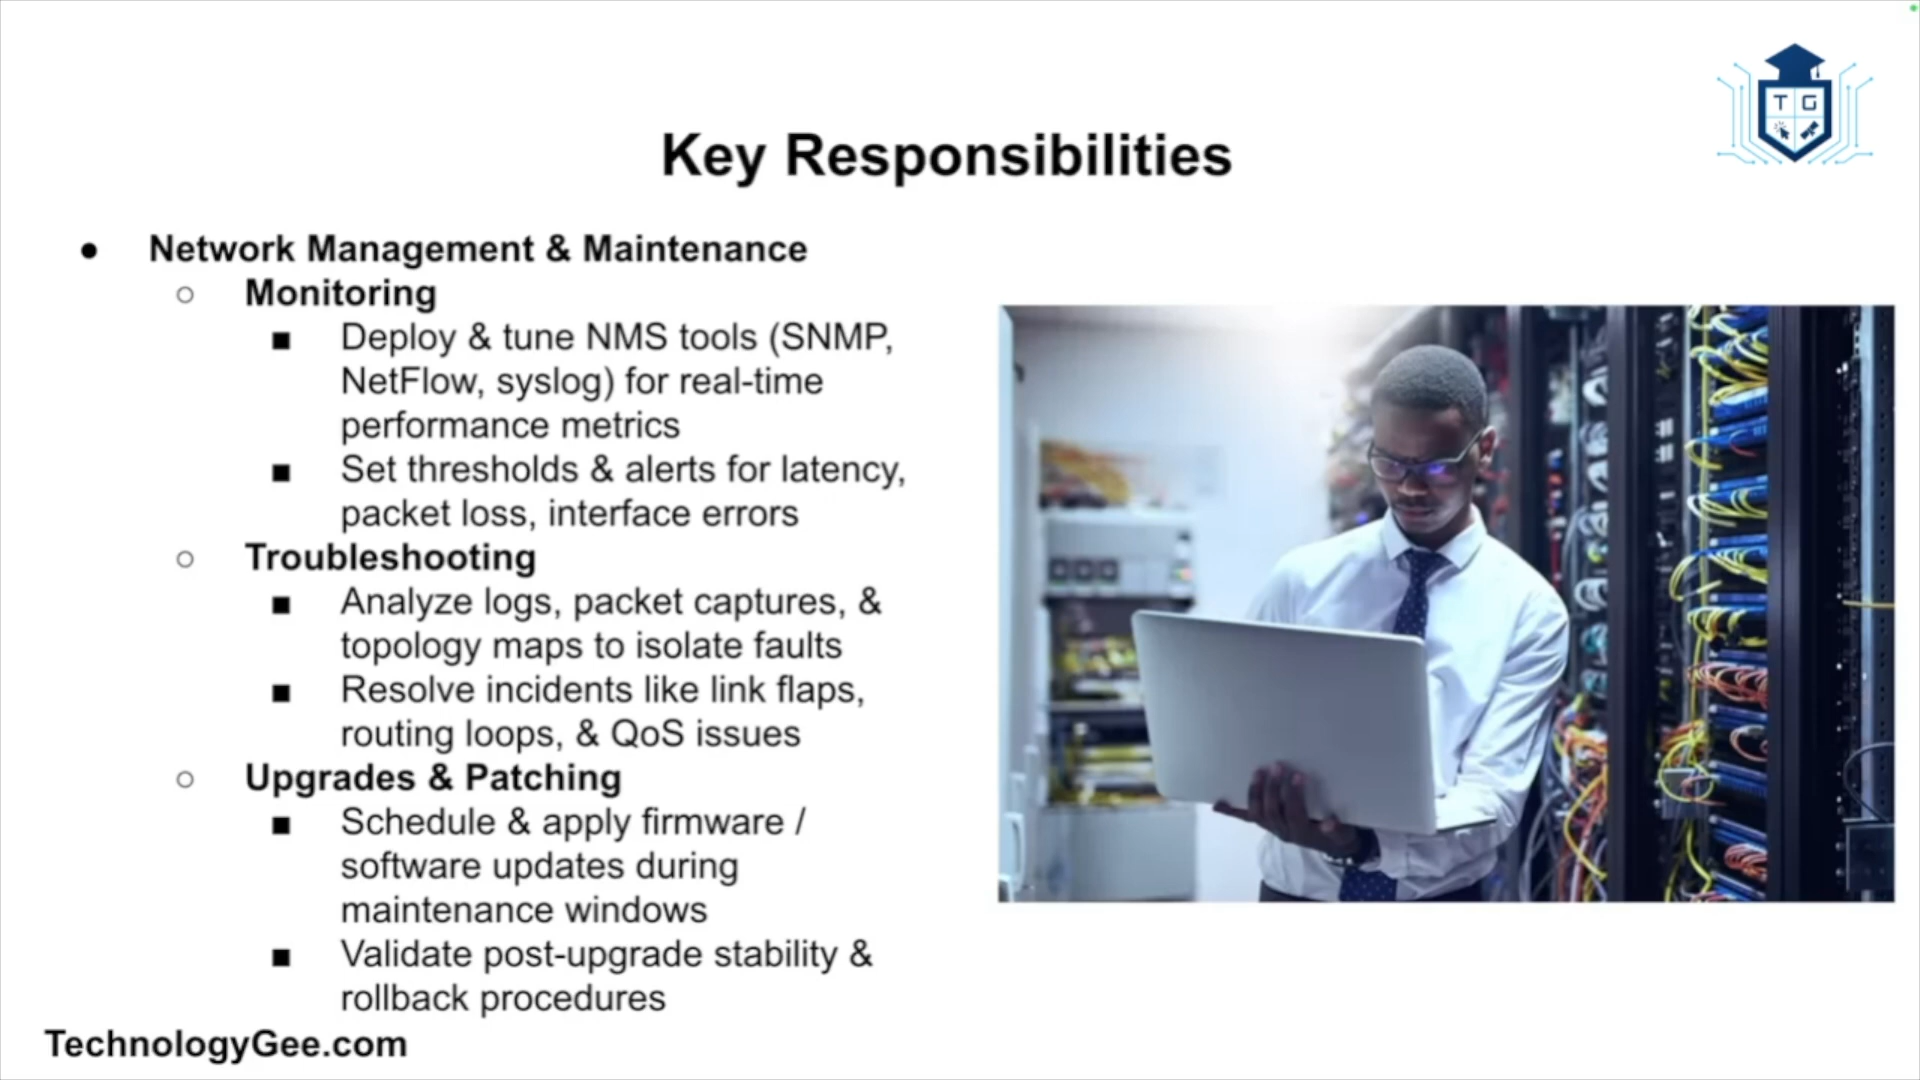 T G
Key Responsibilities
● Network Management & Maintenance
○ Monitoring
■ Deploy & tune NMS tools (SNMP,
NetFlow, syslog) for real-time
performance metrics
■ Set thresholds & alerts for latency,
packet loss, interface errors
○ Troubleshooting
■ Analyze logs, packet captures, &
topology maps to isolate faults
■ Resolve incidents like link flaps,
routing loops, & QoS issues
○ Upgrades & Patching
■ Schedule & apply firmware /
software updates during
maintenance windows
■ Validate post-upgrade stability &
rollback procedures
TechnologyGee.com